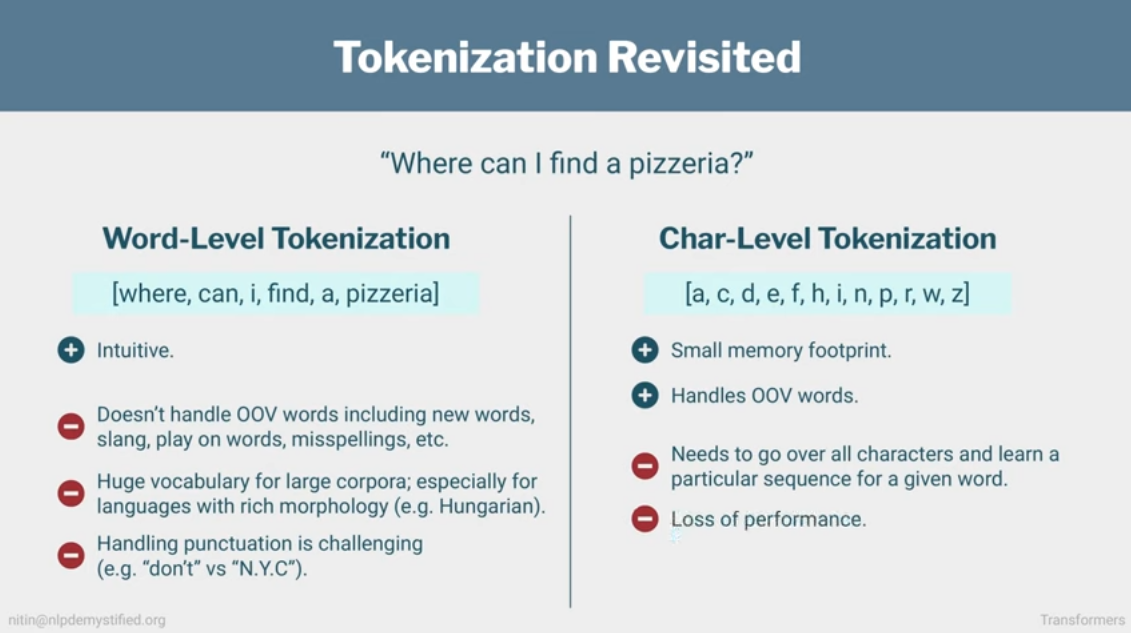 Tokenization Revisited
“Where can I find a pizzeria?”
Word-Level Tokenization
[where, can, i, find, a, pizzeria]
Intuitive.
Doesn’t handle OOV words including new words,
slang, play on words, misspellings, etc.
Huge vocabulary for large corpora; especially for
languages with rich morphology (e.g. Hungarian).
Handling punctuation is challenging
(e.g. “don’t” vs “N.Y.C”).
Char-Level Tokenization
[a, c, d, e, f, h, i, n, p, r, w, z]
Small memory footprint.
Handles OOV words.
Needs to go over all characters and learn a
particular sequence for a given word.
Loss of performance.
nitin@nlpdemystified.org
Transformers